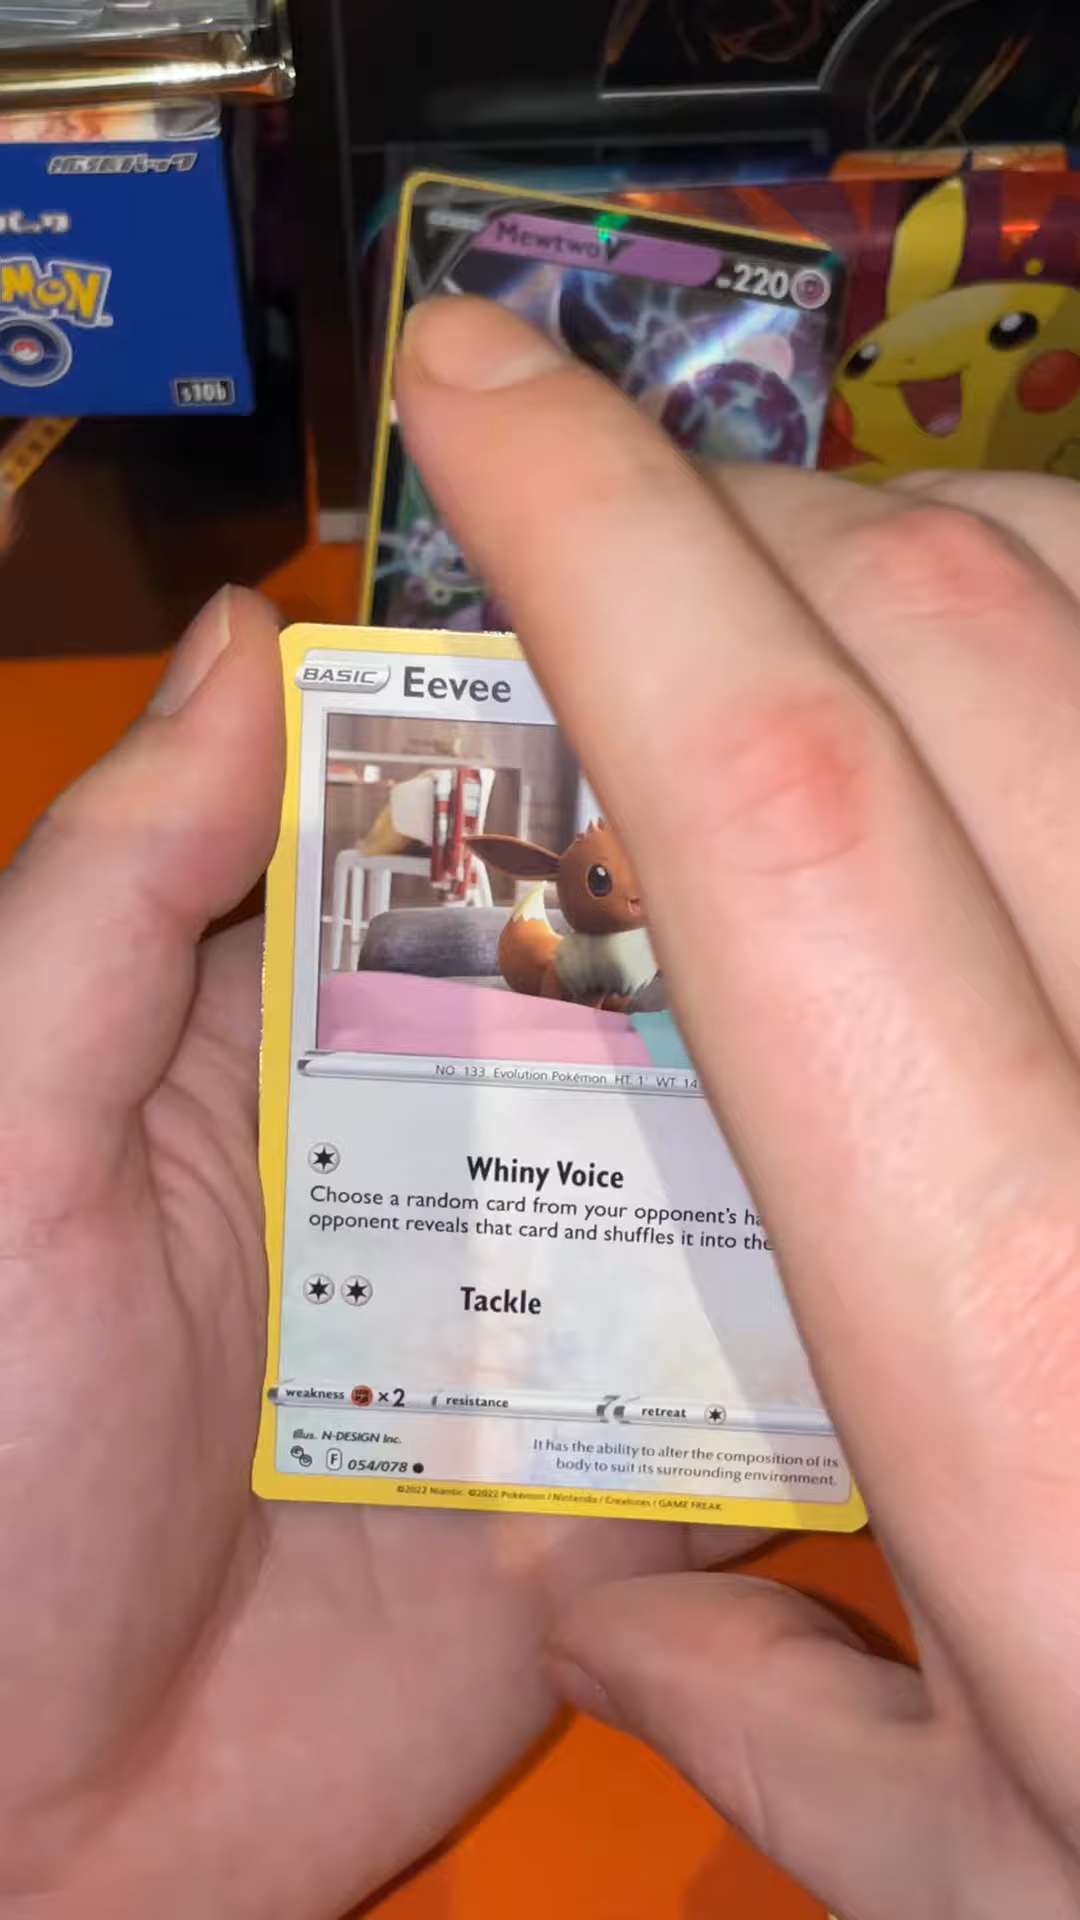 MON
s10b
MewtwoV
220
BASIC Eevee
NO. 133 Evolution Pokémon HT: 1' WT: 14
Whiny Voice
Choose a random card from your opponent's
opponent reveals that card and shuffles it into the
Tackle
weakness ×2 resistance retreat
Illus. N-DESIGN Inc.
It has the ability to alter the composition of its
body to suit its surrounding environment.
F 054/078
©2022 Niantic. ©2022 Pokémon / Nintendo / Creatures / GAME FREAK